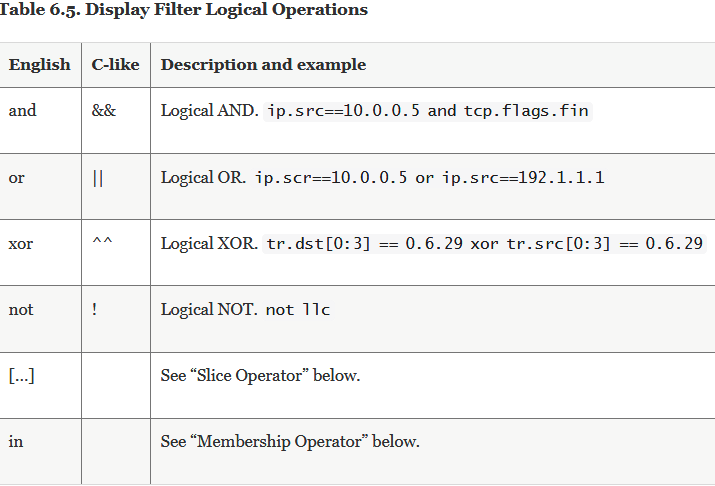 Table 6.5. Display Filter Logical Operations
English C-like Description and example
and && Logical AND. ip.src==10.0.0.5 and tcp.flags.fin
or || Logical OR. ip.scr==10.0.0.5 or ip.src==192.1.1.1
xor ^^ Logical XOR. tr.dst[0:3] == 0.6.29 xor tr.src[0:3] == 0.6.29
not ! Logical NOT. not llc
[…] See “Slice Operator” below.
in See “Membership Operator” below.